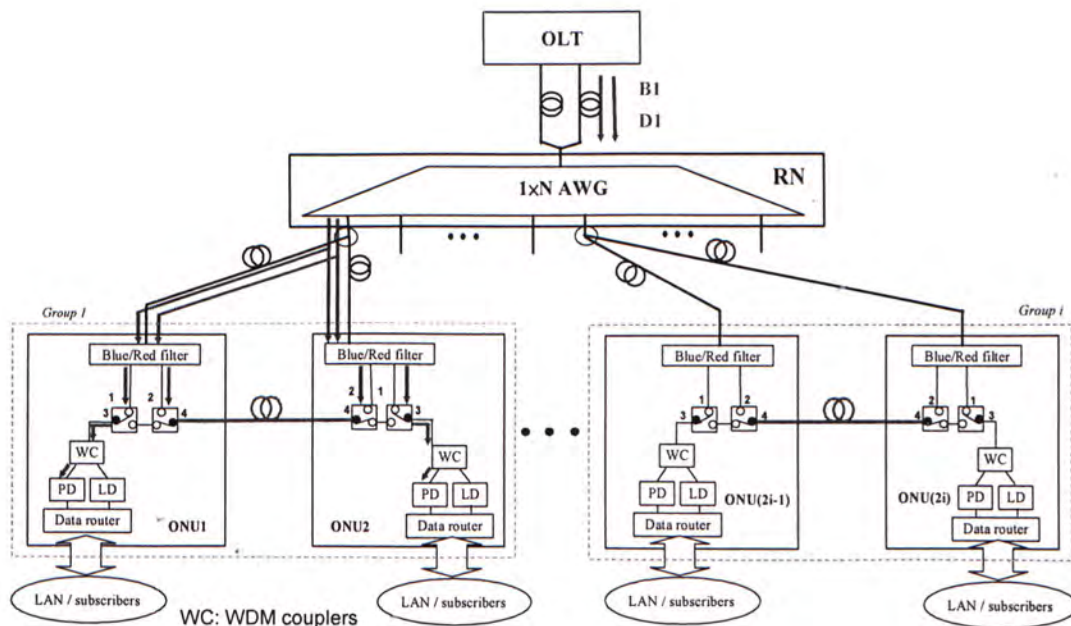 OLT
B1
D1
RN
1xN AWG
• • •
• • •
Group 1
Group i
Blue/Red filter
Blue/Red filter
Blue/Red filter
Blue/Red filter
1 2
2 1
1 2
2 1
3 4
4 3
3 4
4 3
WC
WC
WC
WC
PD LD
PD LD
PD LD
PD LD
Data router
Data router
Data router
Data router
ONU1
ONU2
ONU(2i-1)
ONU(2i)
• • •
LAN / subscribers
LAN / subscribers
LAN / subscribers
LAN / subscribers
WC: WDM couplers